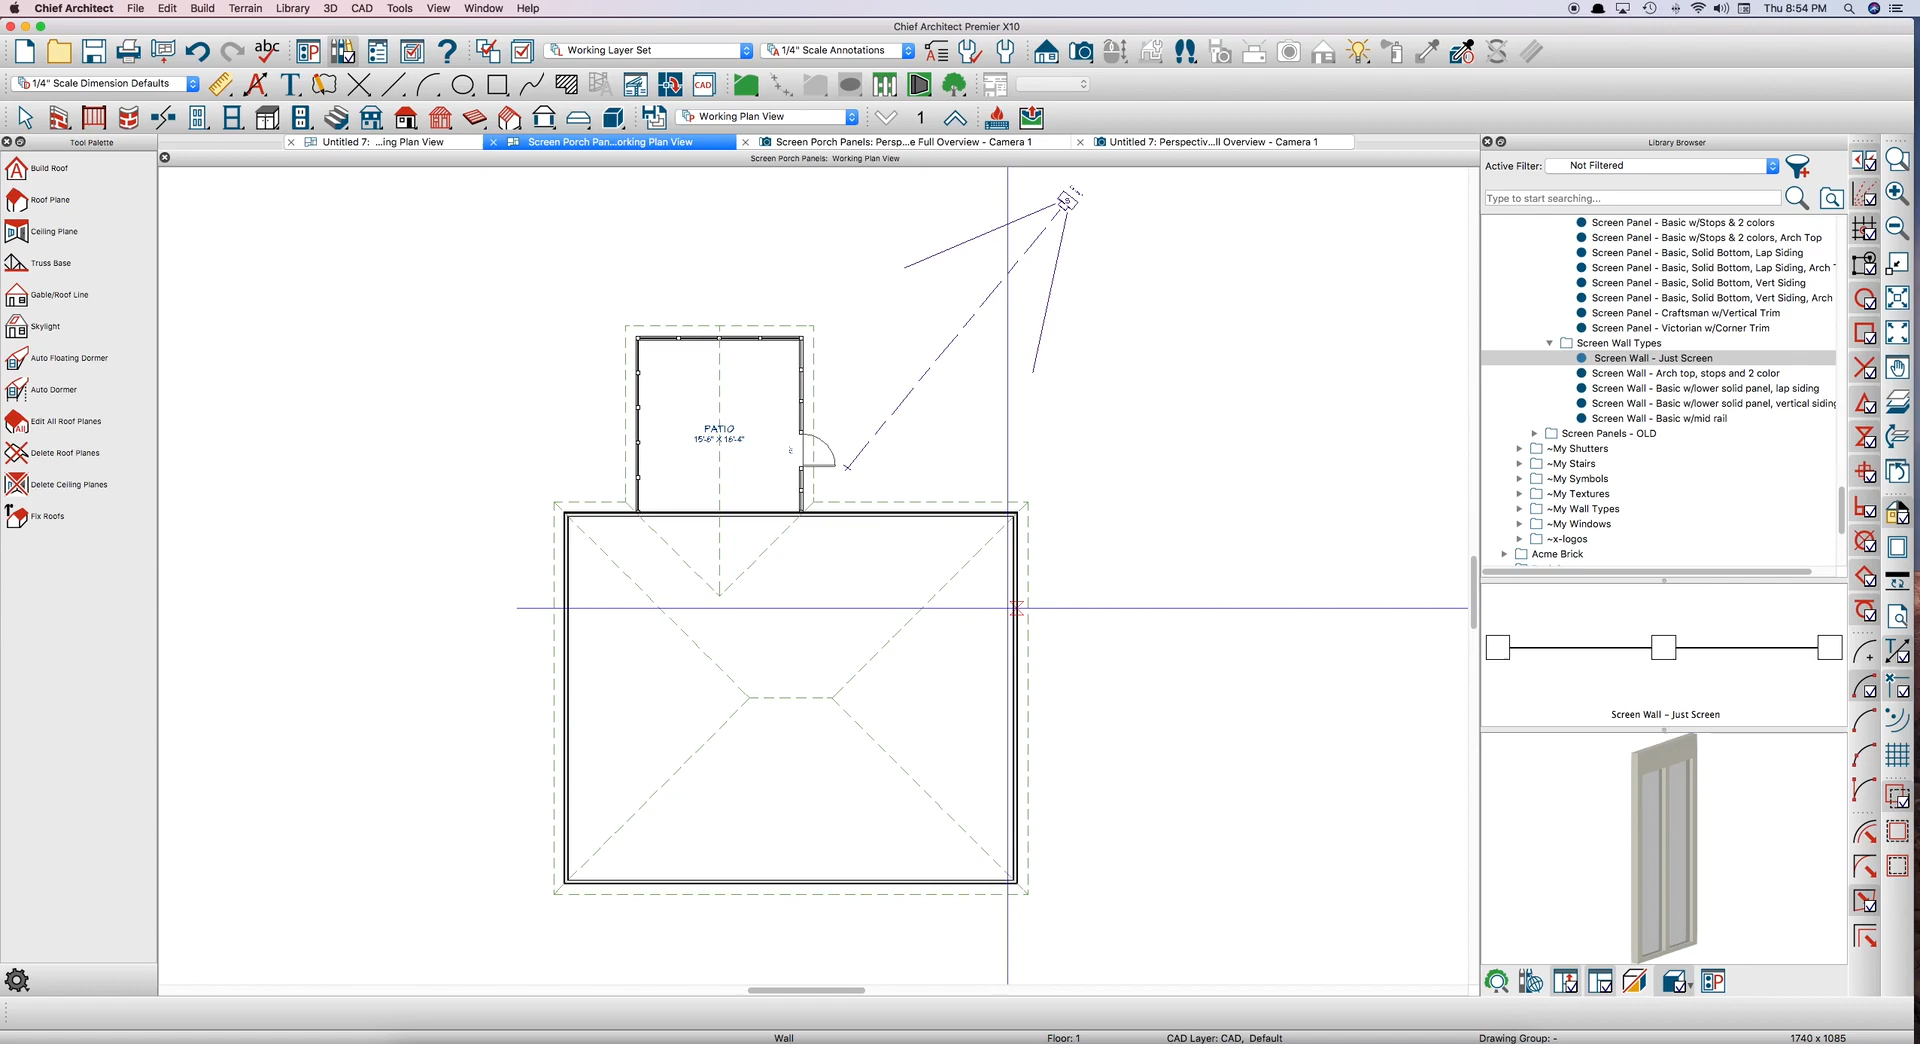 Chief Architect File Edit Build Terrain Library 3D CAD Tools View Window Help
Thu 8:54 PM
Chief Architect Premier X10
abc
Working Layer Set
1/4" Scale Annotations
1/4" Scale Dimension Defaults
CAD
Working Plan View
1
Tool Palette
Untitled 7: ...ing Plan View
Screen Porch Pan...orking Plan View
Screen Porch Panels: Persp...e Full Overview - Camera 1
Untitled 7: Perspectiv...ll Overview - Camera 1
Screen Porch Panels: Working Plan View
Build Roof
Roof Plane
Ceiling Plane
Truss Base
Gable/Roof Line
Skylight
Auto Floating Dormer
Auto Dormer
Edit All Roof Planes
Delete Roof Planes
Delete Ceiling Planes
Fix Roofs
PATIO
15'-6" X 16'-4"
Library Browser
Active Filter: Not Filtered
Type to start searching...
Screen Panel - Basic w/Stops & 2 colors
Screen Panel - Basic w/Stops & 2 colors, Arch Top
Screen Panel - Basic, Solid Bottom, Lap Siding
Screen Panel - Basic, Solid Bottom, Lap Siding, Arch
Screen Panel - Basic, Solid Bottom, Vert Siding
Screen Panel - Basic, Solid Bottom, Vert Siding, Arch
Screen Panel - Craftsman w/Vertical Trim
Screen Panel - Victorian w/Corner Trim
Screen Wall Types
Screen Wall - Just Screen
Screen Wall - Arch top, stops and 2 color
Screen Wall - Basic w/lower solid panel, lap siding
Screen Wall - Basic w/lower solid panel, vertical siding
Screen Wall - Basic w/mid rail
Screen Panels - OLD
~My Shutters
~My Stairs
~My Symbols
~My Textures
~My Wall Types
~My Windows
~x-logos
Acme Brick
Screen Wall - Just Screen
Wall
Floor: 1
CAD Layer: CAD, Default
Drawing Group: -
1740 x 1085